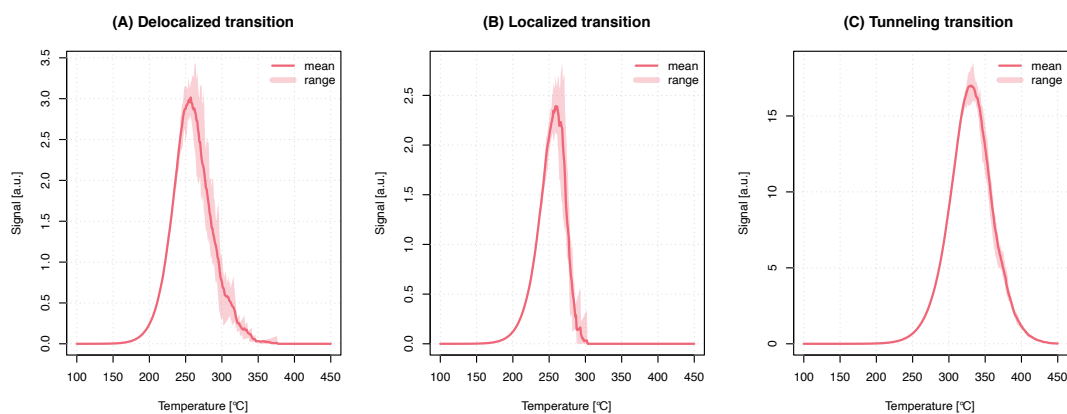 (A) Delocalized transition
Signal [a.u.]
3.5
3.0
2.5
2.0
1.5
1.0
0.5
0.0
mean
range
100 150 200 250 300 350 400 450
Temperature [°C]
(B) Localized transition
Signal [a.u.]
2.5
2.0
1.5
1.0
0.5
0.0
mean
range
100 150 200 250 300 350 400 450
Temperature [°C]
(C) Tunneling transition
Signal [a.u.]
15
10
5
0
mean
range
100 150 200 250 300 350 400 450
Temperature [°C]